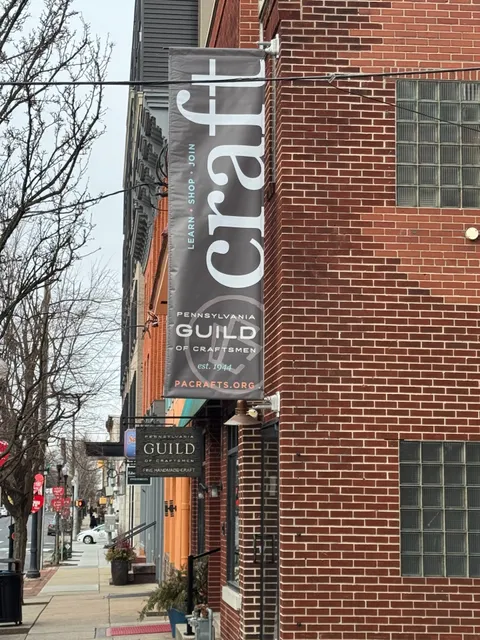 craft
LEARN • SHOP • JOIN
PENNSYLVANIA
GUILD
OF CRAFTSMEN
est. 1944
PACRAFTS.ORG
PENNSYLVANIA
GUILD
OF CRAFTSMEN
FINE HANDMADE CRAFT